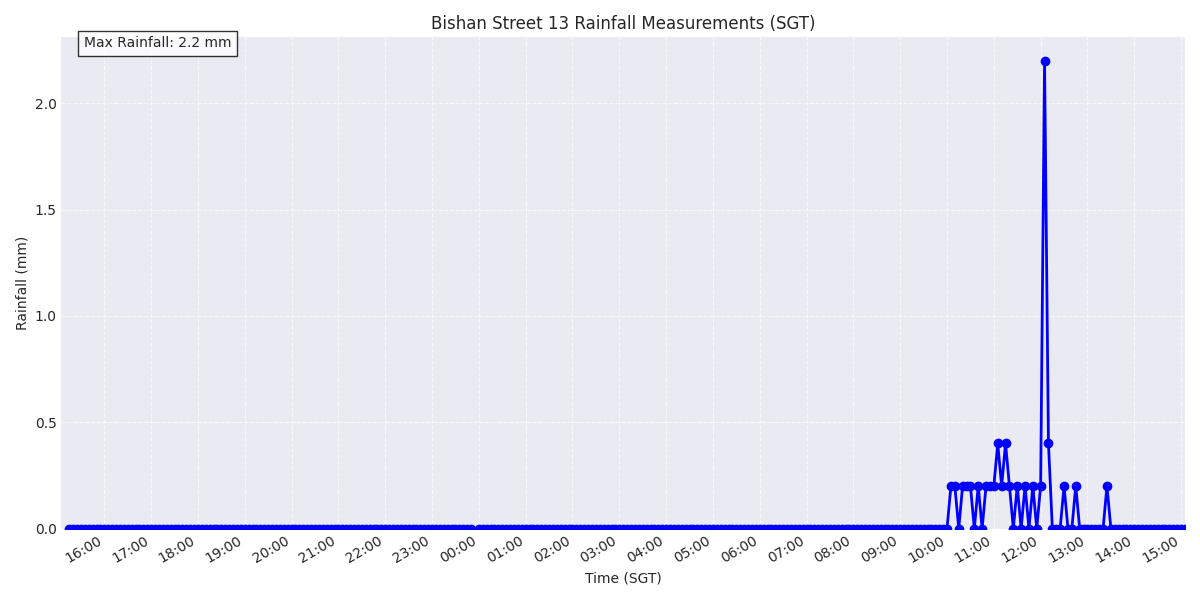 Bishan Street 13 Rainfall Measurements (SGT)
Max Rainfall: 2.2 mm
Rainfall (mm)
2.0
1.5
1.0
0.5
0.0
16:00 17:00 18:00 19:00 20:00 21:00 22:00 23:00 00:00 01:00 02:00 03:00 04:00 05:00 06:00 07:00 08:00 09:00 10:00 11:00 12:00 13:00 14:00 15:00
Time (SGT)